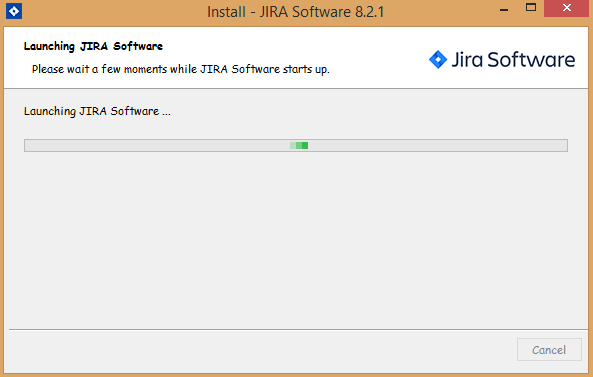 Install - JIRA Software 8.2.1
Launching JIRA Software
Please wait a few moments while JIRA Software starts up.
Jira Software
Launching JIRA Software ...
Cancel